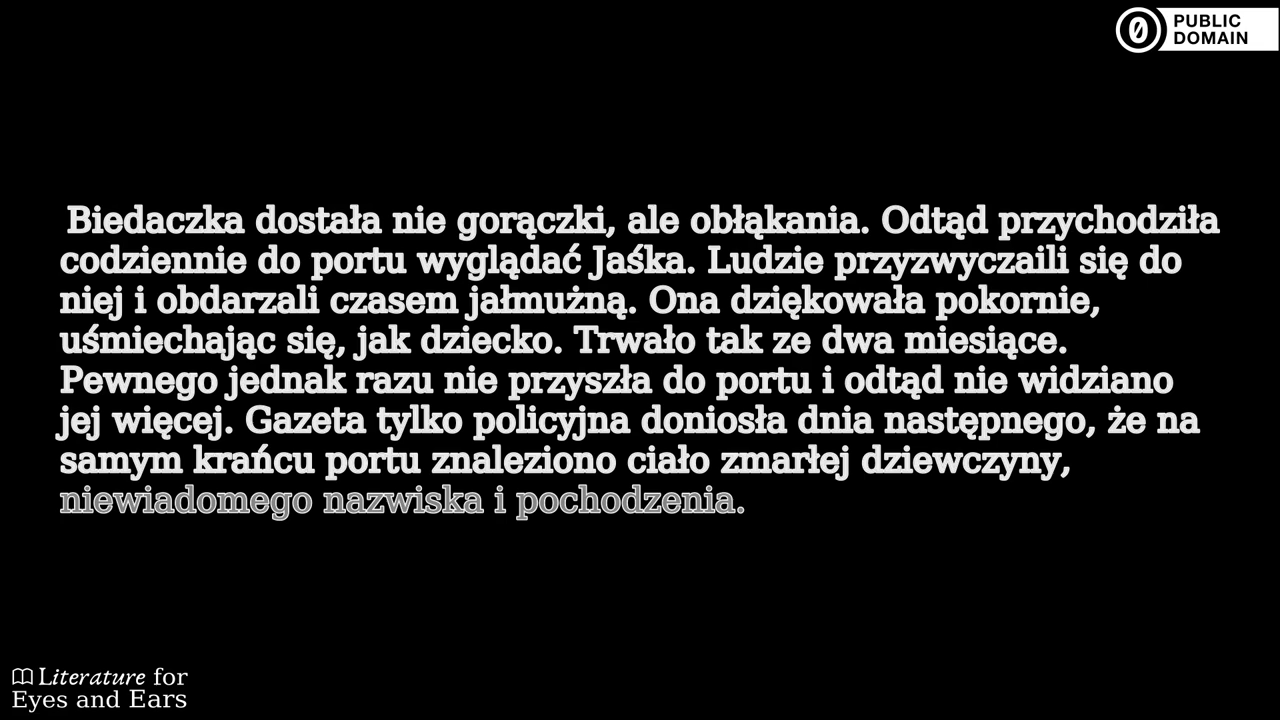 PUBLIC
DOMAIN
Biedaczka dostała nie gorączki, ale obłąkania. Odtąd przychodziła
codziennie do portu wyglądać Jaśka. Ludzie przyzwyczaili się do
niej i obdarzali czasem jałmużną. Ona dziękowała pokornie,
uśmiechając się, jak dziecko. Trwało tak ze dwa miesiące.
Pewnego jednak razu nie przyszła do portu i odtąd nie widziano
jej więcej. Gazeta tylko policyjna doniosła dnia następnego, że na
samym krańcu portu znaleziono ciało zmarłej dziewczyny,
niewiadomego nazwiska i pochodzenia.
Literature for
Eyes and Ears